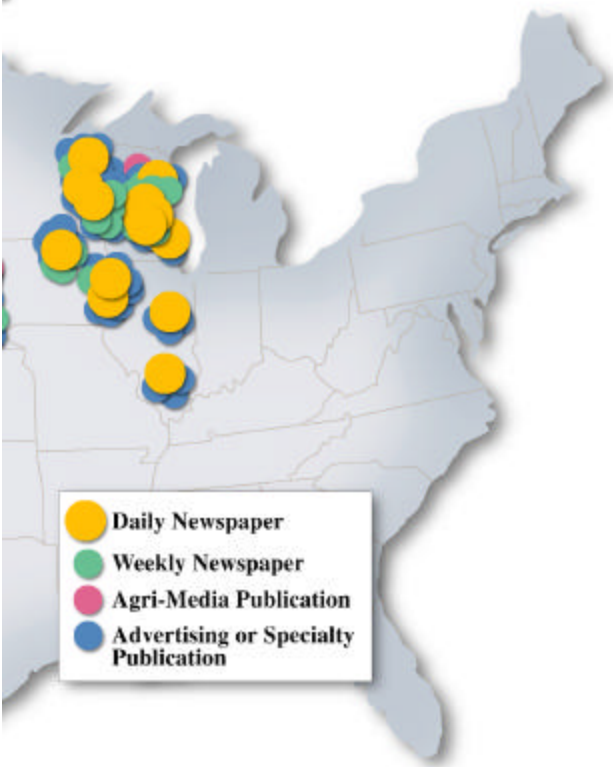 Daily Newspaper
Weekly Newspaper
Agri-Media Publication
Advertising or Specialty
Publication